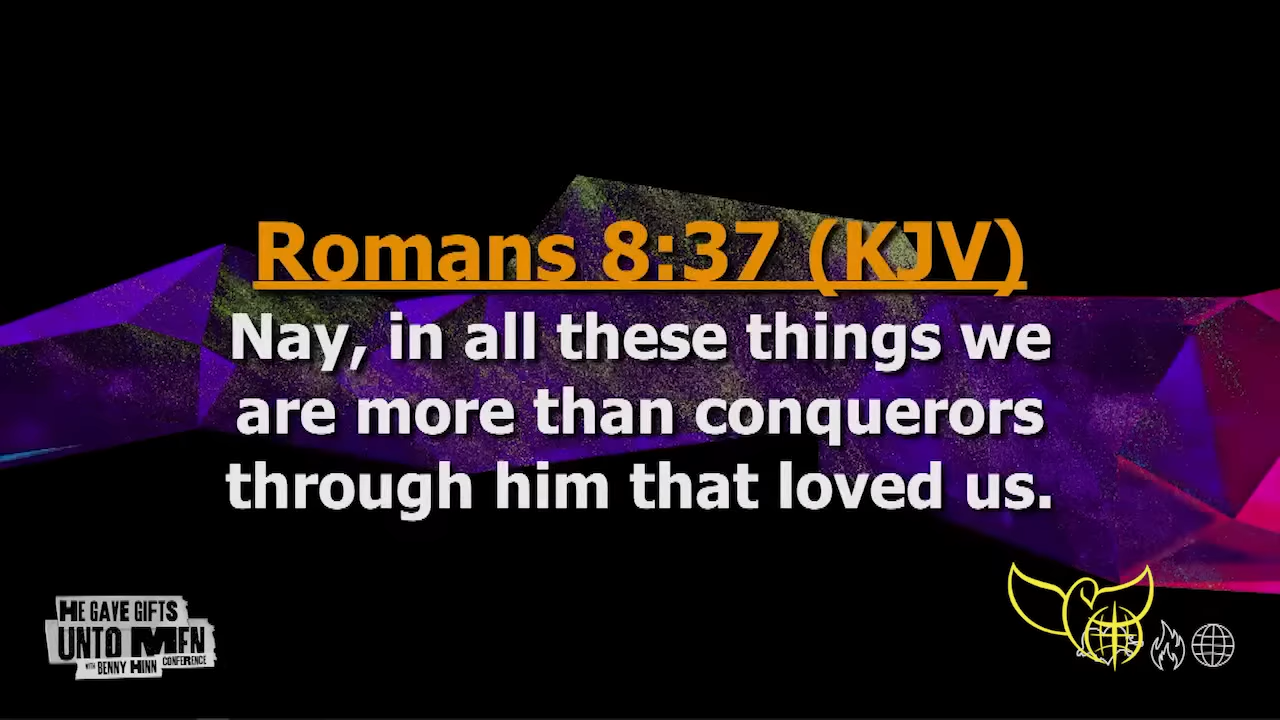 Romans 8:37 (KJV)
Nay, in all these things we
are more than conquerors
through him that loved us.
HE GAVE GIFTS
UNTO MEN
WITH BENNY HINN CONFERENCE